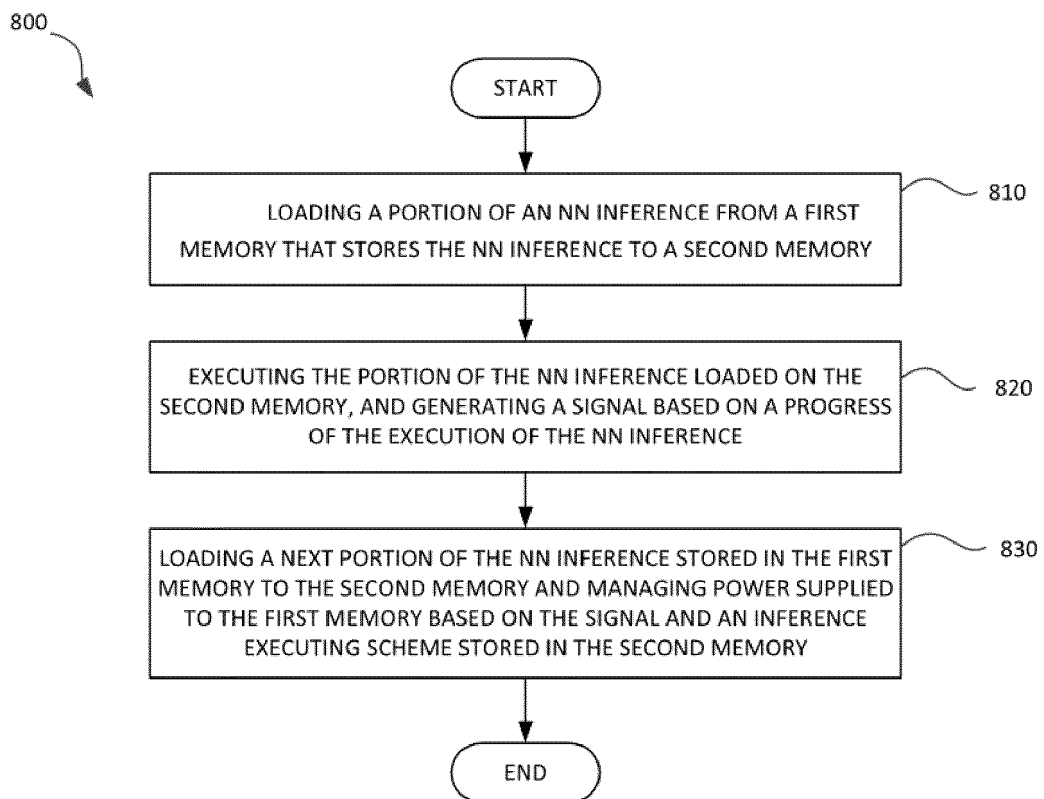 800
START
LOADING A PORTION OF AN NN INFERENCE FROM A FIRST
MEMORY THAT STORES THE NN INFERENCE TO A SECOND MEMORY
810
EXECUTING THE PORTION OF THE NN INFERENCE LOADED ON THE
SECOND MEMORY, AND GENERATING A SIGNAL BASED ON A PROGRESS
OF THE EXECUTION OF THE NN INFERENCE
820
LOADING A NEXT PORTION OF THE NN INFERENCE STORED IN THE FIRST
MEMORY TO THE SECOND MEMORY AND MANAGING POWER SUPPLIED
TO THE FIRST MEMORY BASED ON THE SIGNAL AND AN INFERENCE
EXECUTING SCHEME STORED IN THE SECOND MEMORY
830
END